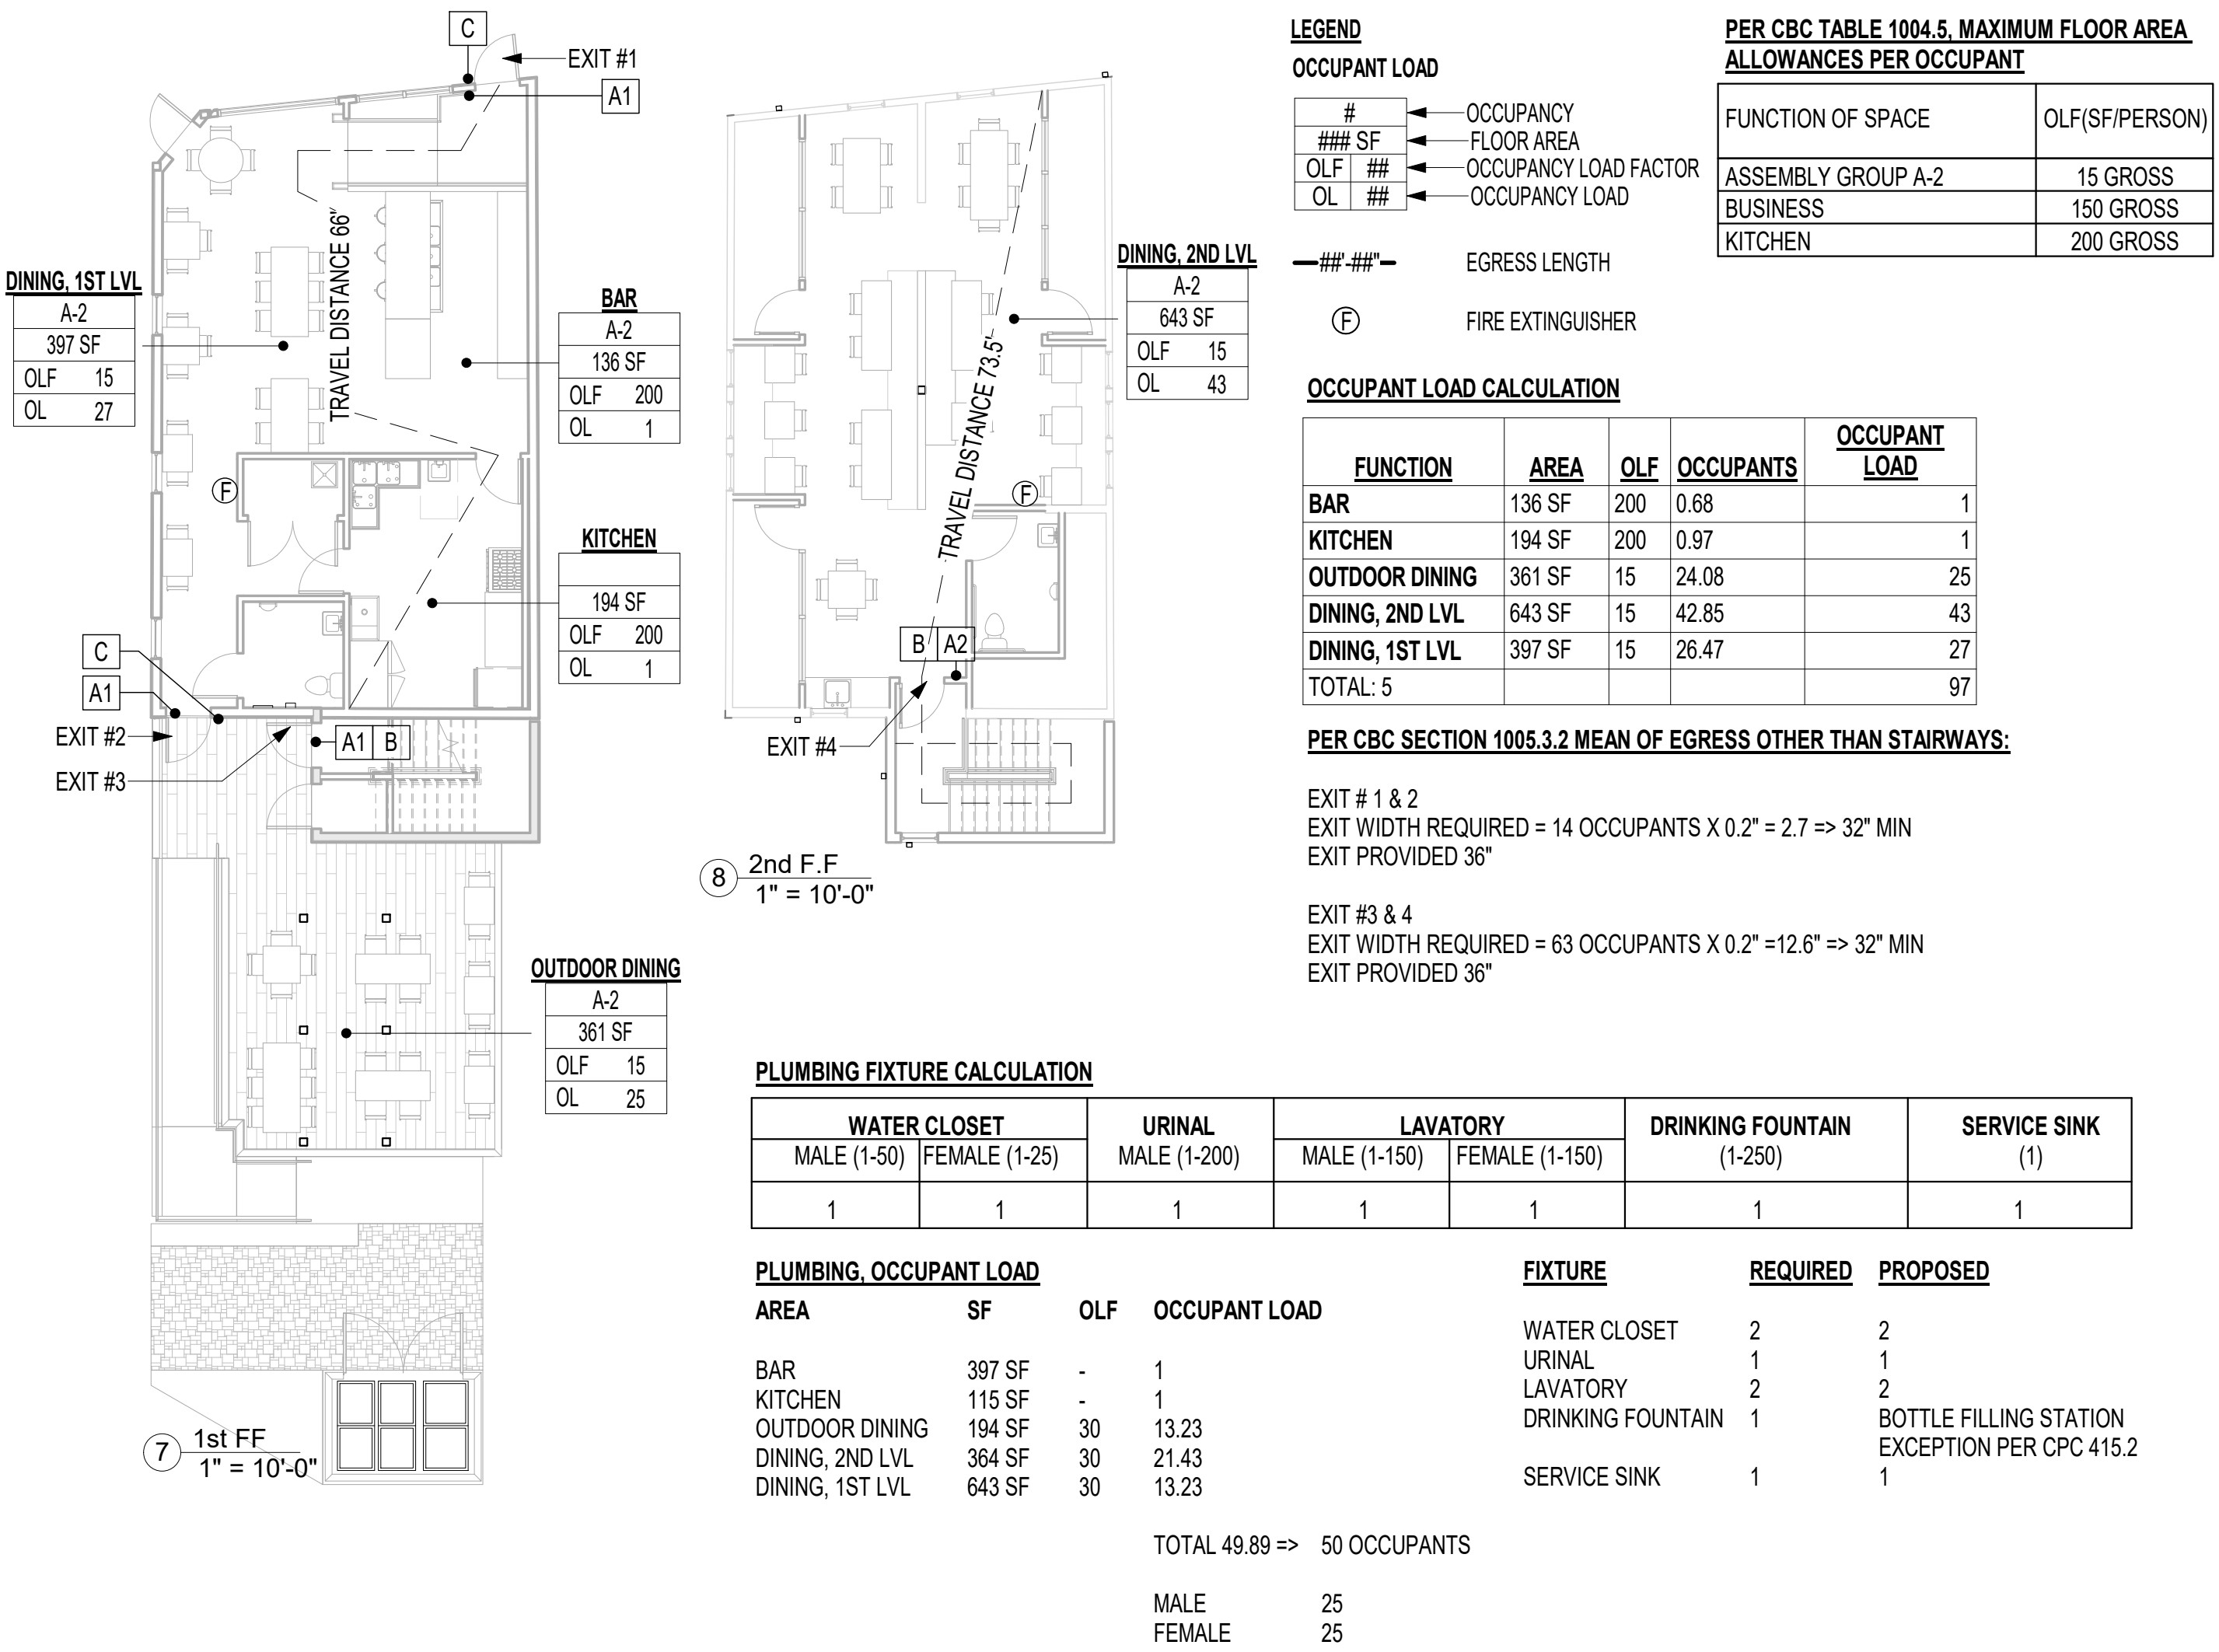 C
EXIT #1
A1
TRAVEL DISTANCE 66'
DINING, 1ST LVL
A-2
397 SF
OLF 15
OL 27
BAR
A-2
136 SF
OLF 200
OL 1
F
KITCHEN
194 SF
OLF 200
OL 1
C
A1
EXIT #2
EXIT #3
A1 B
OUTDOOR DINING
A-2
361 SF
OLF 15
OL 25
7 1st FF
1" = 10'-0"
DINING, 2ND LVL
A-2
643 SF
OLF 15
OL 43
TRAVEL DISTANCE 73.5'
F
B A2
EXIT #4
8 2nd F.F
1" = 10'-0"
LEGEND
OCCUPANT LOAD
# OCCUPANCY
### SF FLOOR AREA
OLF ## OCCUPANCY LOAD FACTOR
OL ## OCCUPANCY LOAD
##'-##" EGRESS LENGTH
F FIRE EXTINGUISHER
PER CBC TABLE 1004.5, MAXIMUM FLOOR AREA
ALLOWANCES PER OCCUPANT
FUNCTION OF SPACE OLF(SF/PERSON)
ASSEMBLY GROUP A-2 15 GROSS
BUSINESS 150 GROSS
KITCHEN 200 GROSS
OCCUPANT LOAD CALCULATION
FUNCTION AREA OLF OCCUPANTS OCCUPANT LOAD
BAR 136 SF 200 0.68 1
KITCHEN 194 SF 200 0.97 1
OUTDOOR DINING 361 SF 15 24.08 25
DINING, 2ND LVL 643 SF 15 42.85 43
DINING, 1ST LVL 397 SF 15 26.47 27
TOTAL: 5 97
PER CBC SECTION 1005.3.2 MEAN OF EGRESS OTHER THAN STAIRWAYS:
EXIT # 1 & 2
EXIT WIDTH REQUIRED = 14 OCCUPANTS X 0.2" = 2.7 => 32" MIN
EXIT PROVIDED 36"
EXIT #3 & 4
EXIT WIDTH REQUIRED = 63 OCCUPANTS X 0.2" =12.6" => 32" MIN
EXIT PROVIDED 36"
PLUMBING FIXTURE CALCULATION
WATER CLOSET URINAL LAVATORY DRINKING FOUNTAIN SERVICE SINK
MALE (1-50) FEMALE (1-25) MALE (1-200) MALE (1-150) FEMALE (1-150) (1-250) (1)
1 1 1 1 1 1 1
PLUMBING, OCCUPANT LOAD
AREA SF OLF OCCUPANT LOAD
BAR 397 SF - 1
KITCHEN 115 SF - 1
OUTDOOR DINING 194 SF 30 13.23
DINING, 2ND LVL 364 SF 30 21.43
DINING, 1ST LVL 643 SF 30 13.23
TOTAL 49.89 => 50 OCCUPANTS
MALE 25
FEMALE 25
FIXTURE REQUIRED PROPOSED
WATER CLOSET 2 2
URINAL 1 1
LAVATORY 2 2
DRINKING FOUNTAIN 1 BOTTLE FILLING STATION
EXCEPTION PER CPC 415.2
SERVICE SINK 1 1